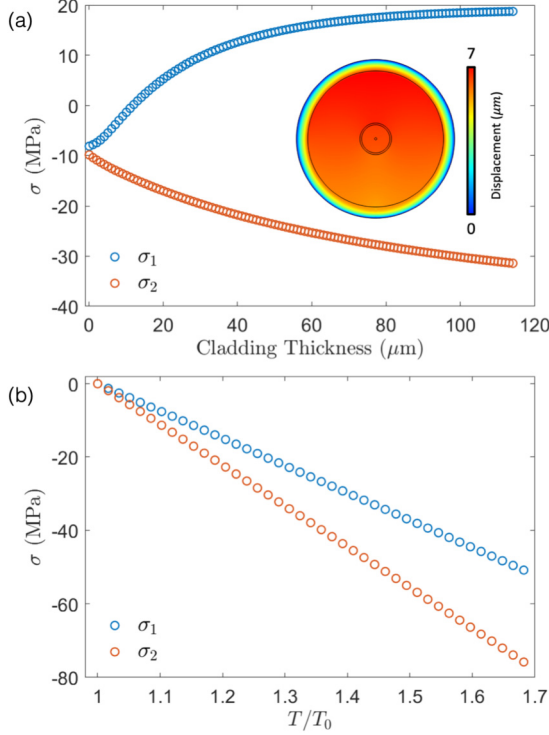 (a)
20
10
0
-10
-20
-30
-40
σ (MPa)
7
Displacement (μm)
0
σ₁
σ₂
0 20 40 60 80 100 120
Cladding Thickness (μm)
(b)
0
-20
-40
-60
-80
σ (MPa)
σ₁
σ₂
1 1.1 1.2 1.3 1.4 1.5 1.6 1.7
T/T₀